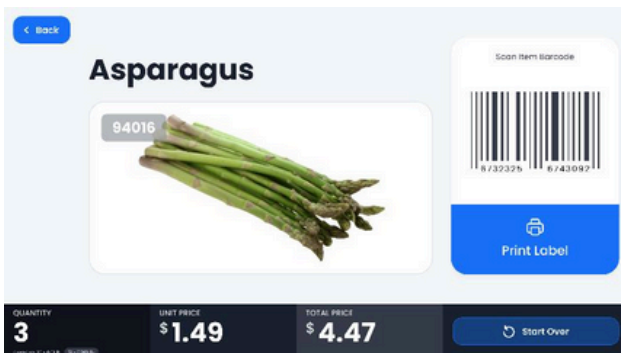 Back
Asparagus
94016
Scan Item Barcode
8732325 6743092
Print Label
QUANTITY
3
UNIT PRICE
$1.49
TOTAL PRICE
$4.47
Start Over